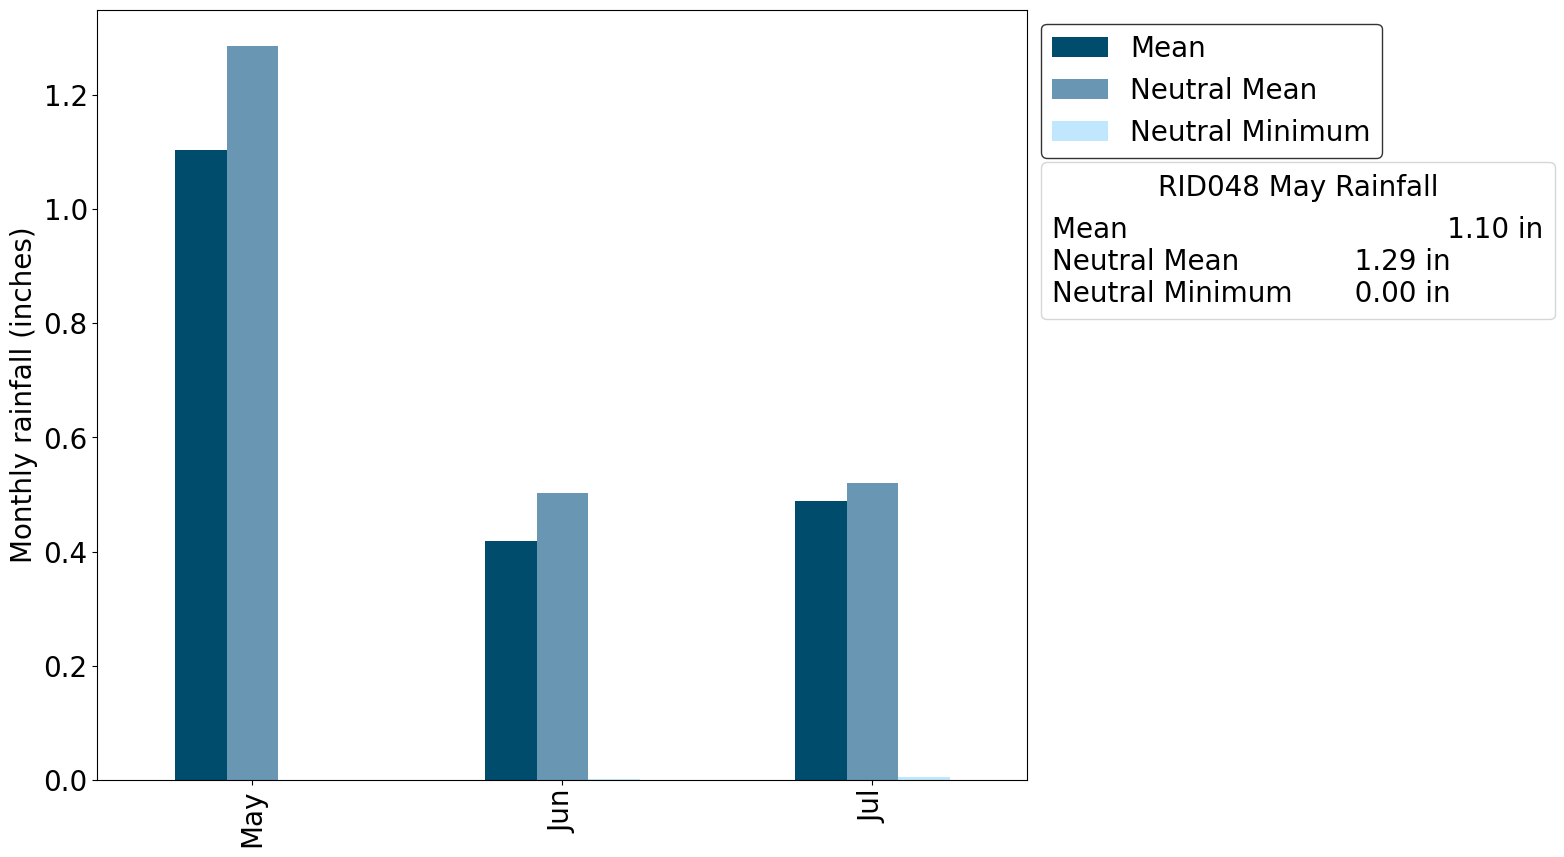 Mean
Neutral Mean
Neutral Minimum
RID048 May Rainfall
Mean 1.10 in
Neutral Mean 1.29 in
Neutral Minimum 0.00 in
Monthly rainfall (inches)
1.2
1.0
0.8
0.6
0.4
0.2
0.0
May
Jun
Jul